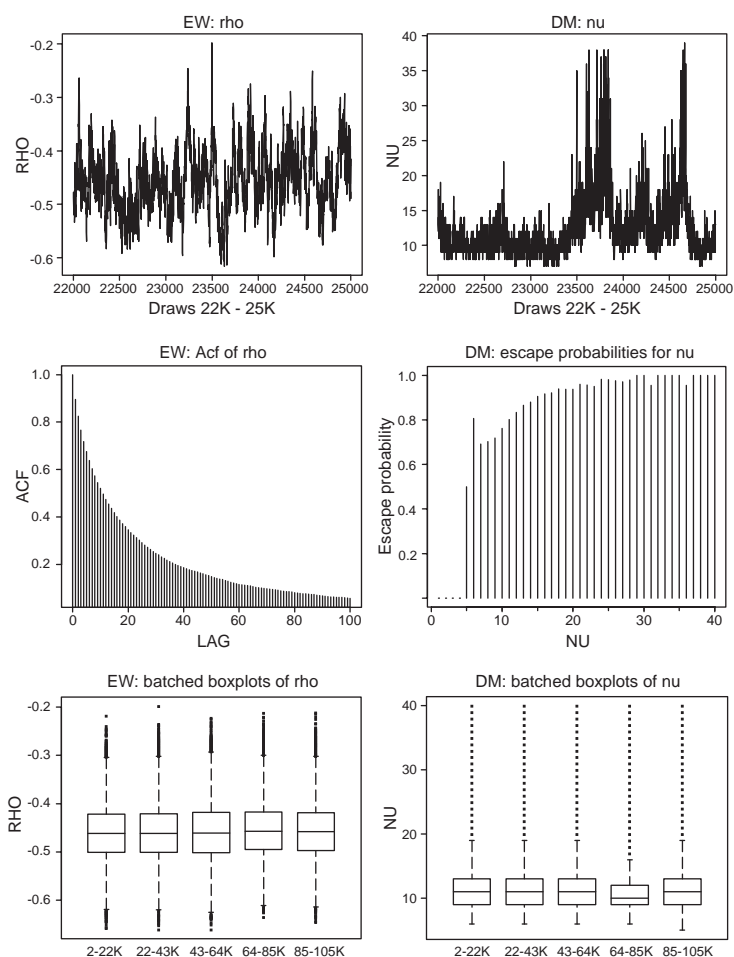 EW: rho
RHO
-0.2
-0.3
-0.4
-0.5
-0.6
22000 22500 23000 23500 24000 24500 25000
Draws 22K - 25K
DM: nu
NU
40
35
30
25
20
15
10
22000 22500 23000 23500 24000 24500 25000
Draws 22K - 25K
EW: Acf of rho
ACF
1.0
0.8
0.6
0.4
0.2
0 20 40 60 80 100
LAG
DM: escape probabilities for nu
Escape probability
1.0
0.8
0.6
0.4
0.2
0 10 20 30 40
NU
EW: batched boxplots of rho
RHO
-0.2
-0.3
-0.4
-0.5
-0.6
2-22K 22-43K 43-64K 64-85K 85-105K
DM: batched boxplots of nu
NU
40
30
20
10
2-22K 22-43K 43-64K 64-85K 85-105K